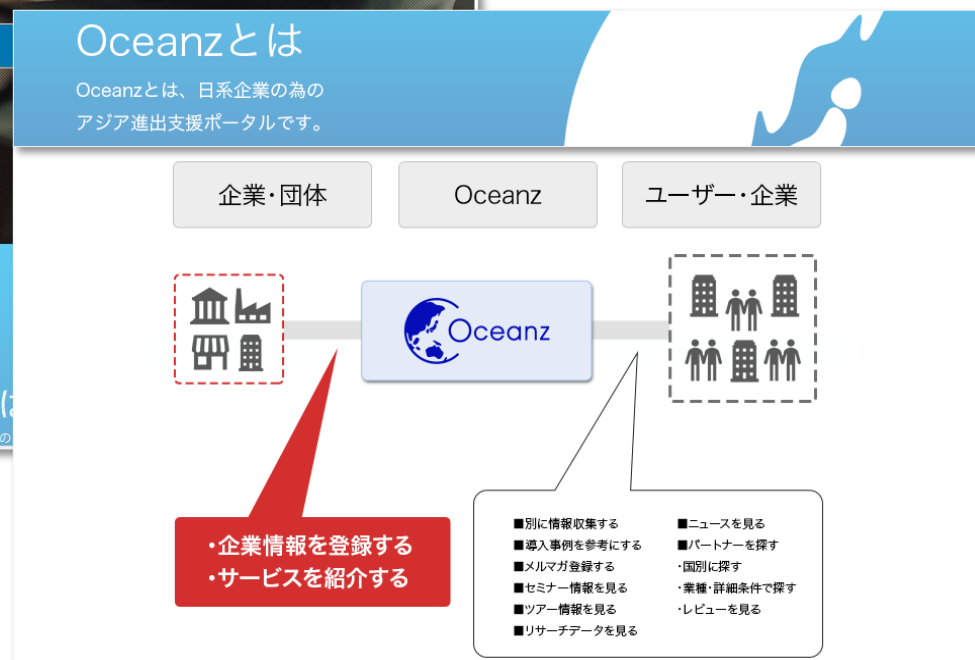 Oceanzとは
Oceanzとは、日系企業の為の
アジア進出支援ポータルです。
企業・団体
Oceanz
ユーザー・企業
Oceanz
・企業情報を登録する
・サービスを紹介する
■別に情報収集する
■導入事例を参考にする
■メルマガ登録する
■セミナー情報を見る
■ツアー情報を見る
■リサーチデータを見る
■ニュースを見る
■パートナーを探す
・国別に探す
・業種・詳細条件で探す
・レビューを見る
は
の